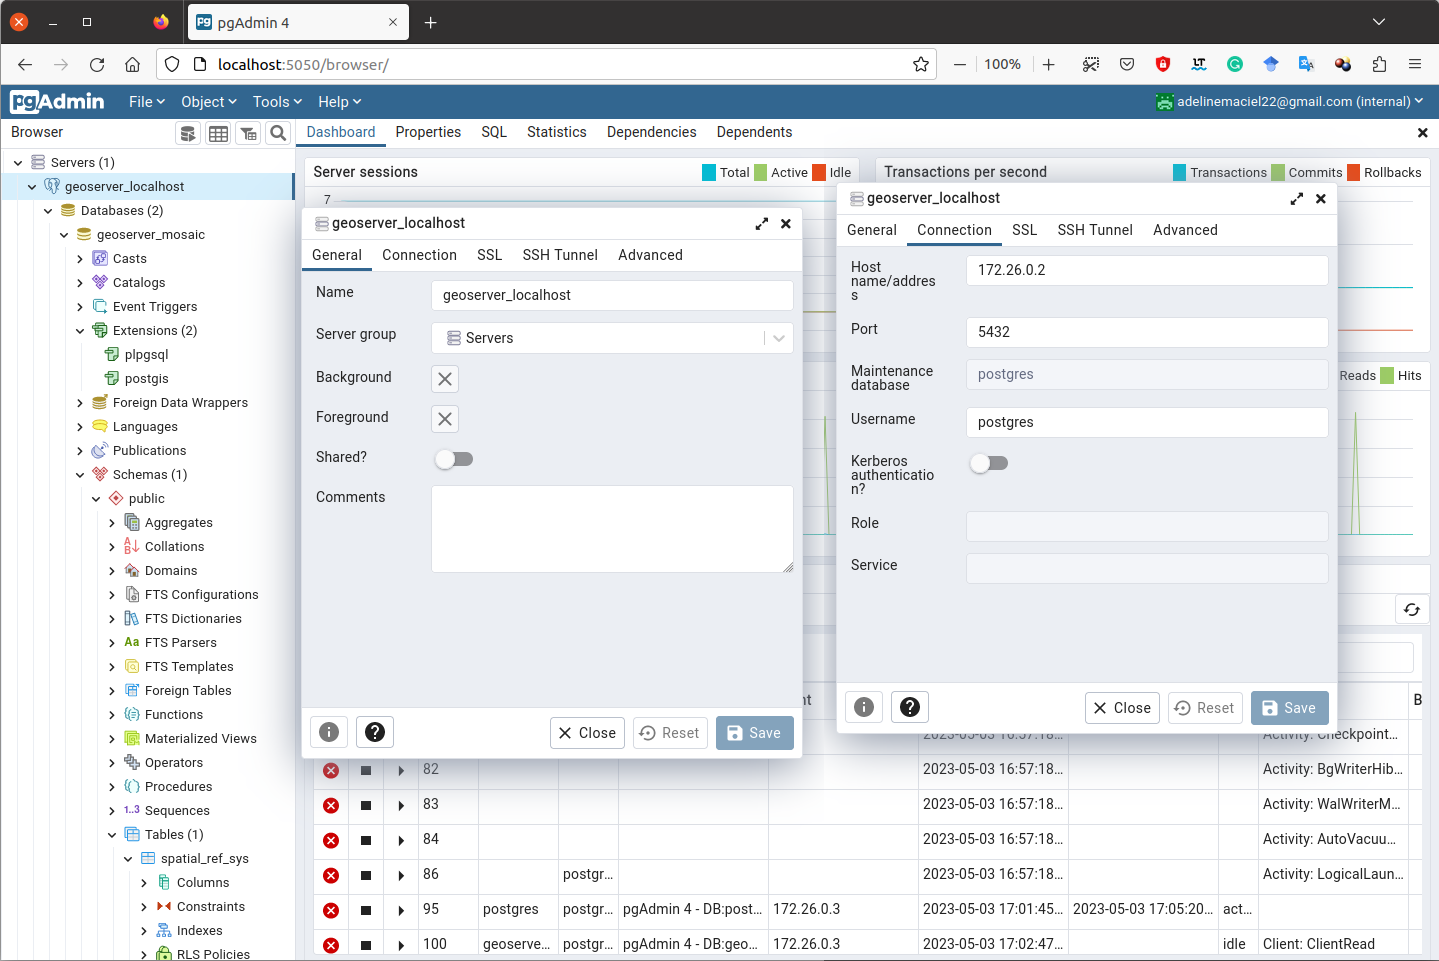 pgAdmin 4
localhost:5050/browser/
100%
pgAdmin
File
Object
Tools
Help
adelinemaciel22@gmail.com (internal)
Browser
Dashboard
Properties
SQL
Statistics
Dependencies
Dependents
Servers (1)
geoserver_localhost
Databases (2)
geoserver_mosaic
Casts
Catalogs
Event Triggers
Extensions (2)
plpgsql
postgis
Foreign Data Wrappers
Languages
Publications
Schemas (1)
public
Aggregates
Collations
Domains
FTS Configurations
FTS Dictionaries
FTS Parsers
FTS Templates
Foreign Tables
Functions
Materialized Views
Operators
Procedures
Sequences
Tables (1)
spatial_ref_sys
Columns
Constraints
Indexes
RLS Policies
Server sessions
Total
Active
Idle
7
Transactions per second
Transactions
Commits
Rollbacks
Reads
Hits
geoserver_localhost
General
Connection
SSL
SSH Tunnel
Advanced
Name
geoserver_localhost
Server group
Servers
Background
Foreground
Shared?
Comments
Close
Reset
Save
geoserver_localhost
General
Connection
SSL
SSH Tunnel
Advanced
Host
name/addres
s
172.26.0.2
Port
5432
Maintenance
database
postgres
Username
postgres
Kerberos
authenticatio
n?
Role
Service
Close
Reset
Save
2023-05-03 16:57:18... Activity: Checkpoint...
82 2023-05-03 16:57:18... Activity: BgWriterHib...
83 2023-05-03 16:57:18... Activity: WalWriterM...
84 2023-05-03 16:57:18... Activity: AutoVacuu...
86 postgr... 2023-05-03 16:57:18... Activity: LogicalLaun...
95 postgres postgr... pgAdmin 4 - DB:post... 172.26.0.3 2023-05-03 17:01:45... 2023-05-03 17:05:20... act...
100 geoserve... postgr... pgAdmin 4 - DB:geo... 172.26.0.3 2023-05-03 17:02:47... idle Client: ClientRead